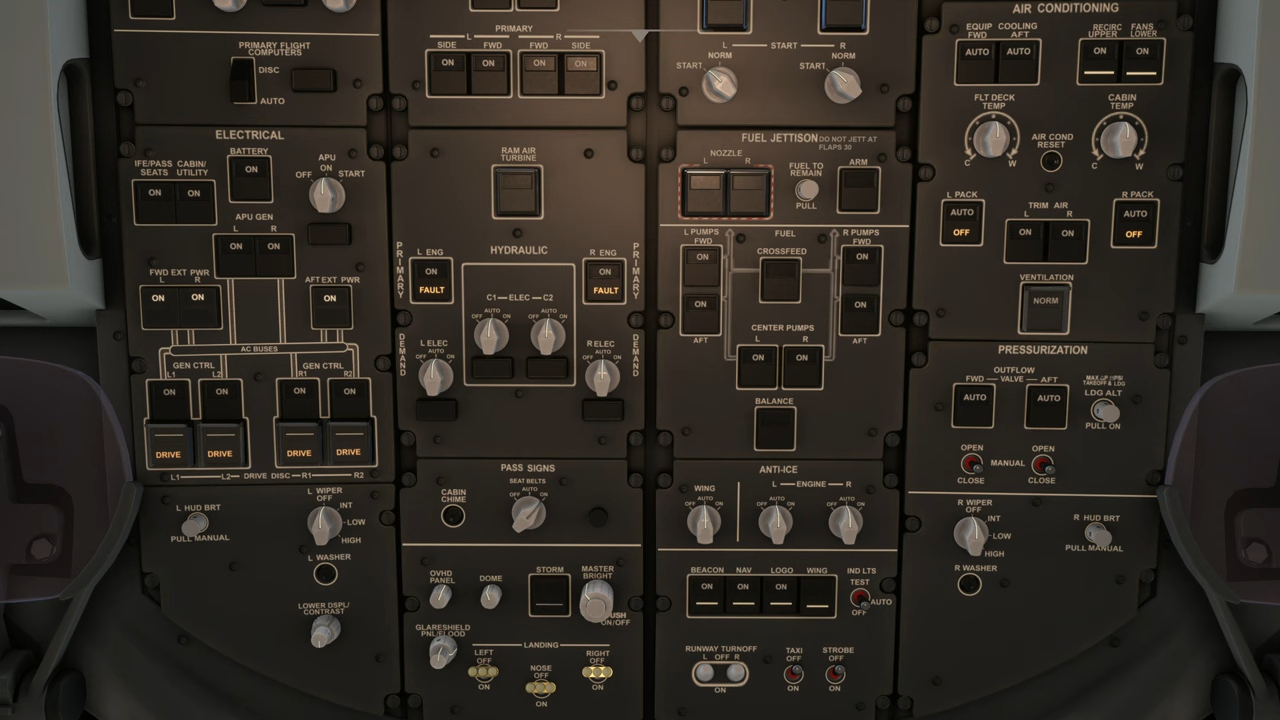 PRIMARY FLIGHT
COMPUTERS
DISC
AUTO
ELECTRICAL
BATTERY
ON
IFE/PASS
SEATS
CABIN/
UTILITY
ON
ON
APU
OFF
ON
START
APU GEN
L
R
ON
ON
FWD EXT PWR
L
R
ON
ON
AFT EXT PWR
ON
AC BUSES
GEN CTRL
L1
L2
GEN CTRL
R1
R2
ON
ON
ON
ON
DRIVE
DRIVE
DRIVE
DRIVE
L1
L2
DRIVE DISC
R1
R2
L HUD BRT
PULL MANUAL
L WIPER
OFF
INT
LOW
HIGH
L WASHER
LOWER DSPL/
CONTRAST
PRIMARY
L
R
SIDE
FWD
FWD
SIDE
ON
ON
ON
ON
RAM AIR
TURBINE
HYDRAULIC
PRIMARY
L ENG
ON
FAULT
R ENG
ON
FAULT
PRIMARY
C1
ELEC
C2
OFF
AUTO
ON
OFF
AUTO
ON
DEMAND
L ELEC
OFF
AUTO
ON
R ELEC
OFF
AUTO
ON
DEMAND
PASS SIGNS
CABIN
CHIME
SEAT BELTS
OFF
AUTO
ON
OVHD
PANEL
DOME
STORM
MASTER
BRIGHT
PUSH
ON/OFF
GLARESHIELD
PNL/FLOOD
LANDING
LEFT
OFF
ON
NOSE
OFF
ON
RIGHT
OFF
ON
L
START
R
START
NORM
START
NORM
FUEL JETTISON
DO NOT JETT AT
FLAPS 30
NOZZLE
L
R
FUEL TO
REMAIN
PULL
ARM
L PUMPS
FWD
ON
ON
AFT
FUEL
CROSSFEED
R PUMPS
FWD
ON
ON
AFT
CENTER PUMPS
L
R
ON
ON
BALANCE
ANTI-ICE
WING
OFF
AUTO
ON
L
ENGINE
R
OFF
AUTO
ON
OFF
AUTO
ON
BEACON
NAV
LOGO
WING
ON
ON
ON
IND LTS
TEST
AUTO
OFF
RUNWAY TURNOFF
L
OFF
R
ON
TAXI
OFF
ON
STROBE
OFF
ON
AIR CONDITIONING
EQUIP COOLING
FWD
AFT
AUTO
AUTO
RECIRC FANS
UPPER
LOWER
ON
ON
FLT DECK
TEMP
C
W
AIR COND
RESET
CABIN
TEMP
C
W
L PACK
AUTO
OFF
TRIM AIR
L
R
ON
ON
R PACK
AUTO
OFF
VENTILATION
NORM
PRESSURIZATION
OUTFLOW
FWD
VALVE
AFT
AUTO
AUTO
TAKEOFF & LDG
LDG ALT
PULL ON
OPEN
CLOSE
MANUAL
OPEN
CLOSE
R WIPER
OFF
INT
LOW
HIGH
R WASHER
R HUD BRT
PULL MANUAL